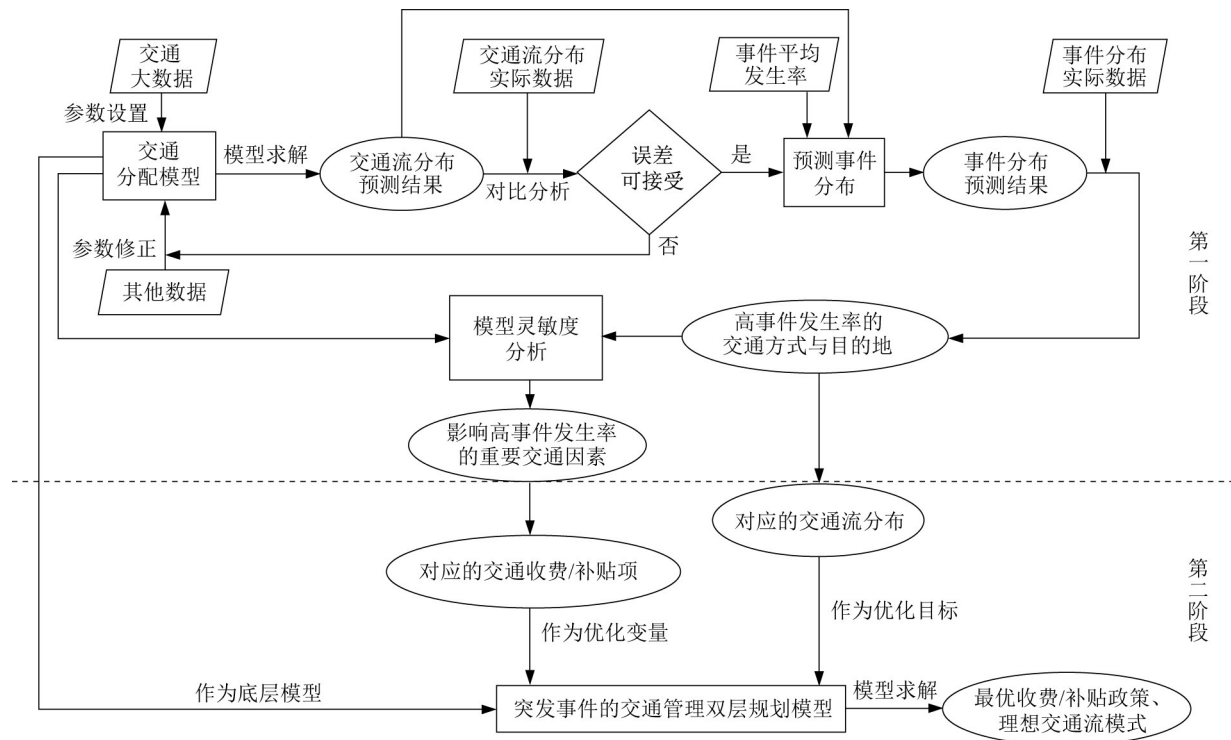 交通
大数据
交通流分布
实际数据
事件平均
发生率
事件分布
实际数据
参数设置
交通
分配模型
模型求解
交通流分布
预测结果
对比分析
误差
可接受
是
预测事件
分布
事件分布
预测结果
参数修正
否
其他数据
第一阶段
模型灵敏度
分析
高事件发生率的
交通方式与目的地
影响高事件发生率
的重要交通因素
对应的交通流分布
对应的交通收费/补贴项
第二阶段
作为优化变量
作为优化目标
作为底层模型
突发事件的交通管理双层规划模型
模型求解
最优收费/补贴政策、
理想交通流模式